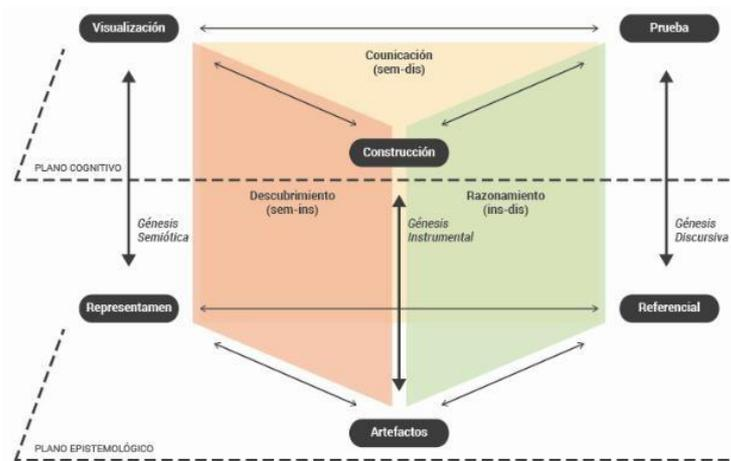 Visualización
Prueba
Counicación
(sem-dis)
Construcción
PLANO COGNITIVO
Descubrimiento
(sem-ins)
Razonamiento
(ins-dis)
Génesis
Semiótica
Génesis
Instrumental
Génesis
Discursiva
Representamen
Referencial
Artefactos
PLANO EPISTEMOLÓGICO